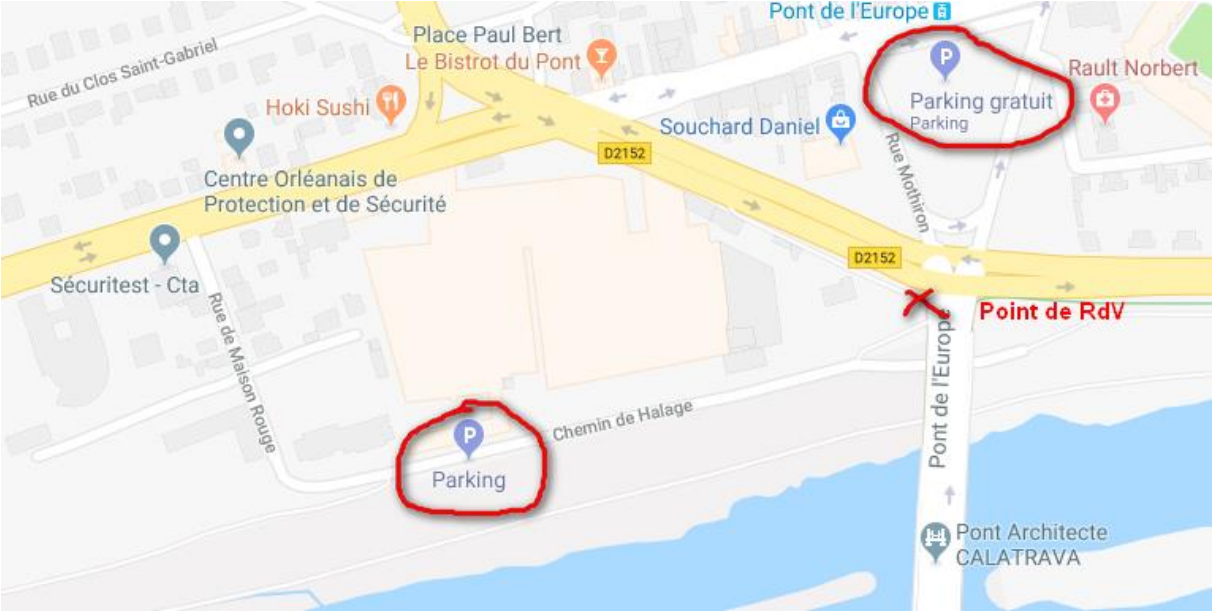 Pont de l'Europe
Place Paul Bert
Le Bistrot du Pont
Rue du Clos Saint-Gabriel
P
Rault Norbert
Hoki Sushi
Parking gratuit
Parking
Souchard Daniel
D2152
Rue Mothiron
Centre Orléanais de
Protection et de Sécurité
D2152
Sécuritest - Cta
Point de RdV
Rue de Maison Rouge
Pont de l'Europe
Chemin de Halage
P
Parking
Pont Architecte
CALATRAVA